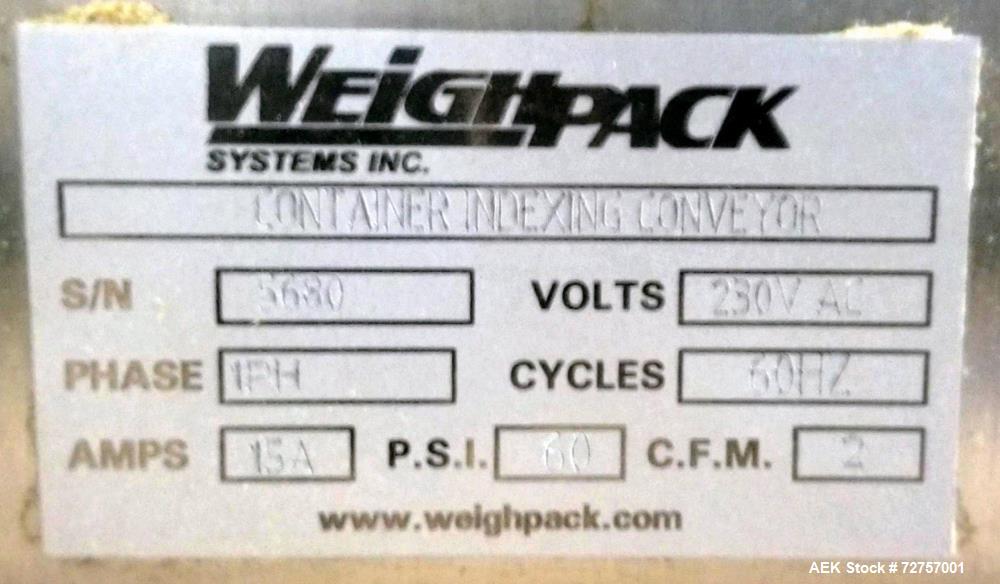 WEiGHPACK
SYSTEMS INC.
CONTAINER INDEXING CONVEYOR
S/N 5680 VOLTS 230V AC
PHASE 1PH CYCLES 60HZ
AMPS 15A P.S.I. 60 C.F.M. 2
www.weighpack.com
AEK Stock # 72757001